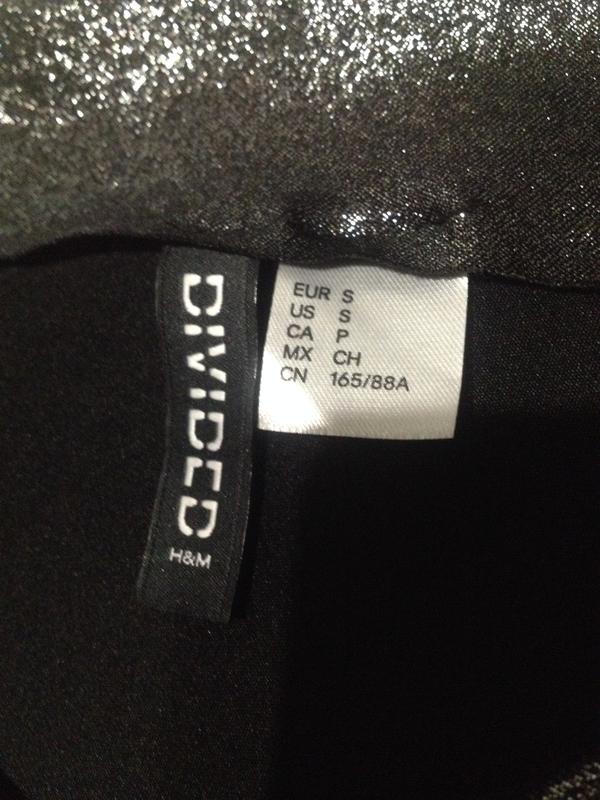 DIVIDED
H&M
EUR S
US S
CA P
MX CH
CN 165/88A